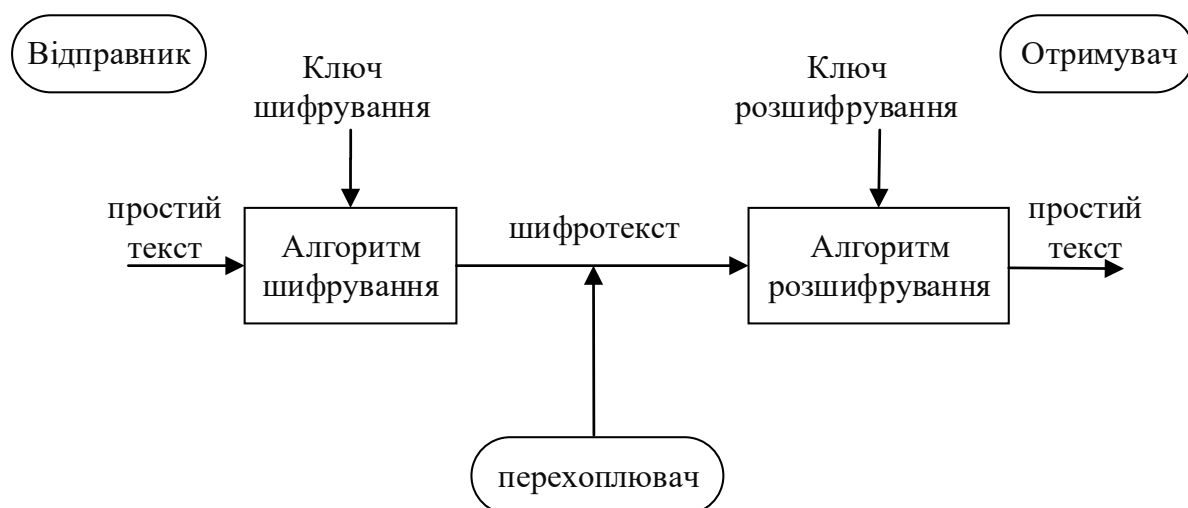 Відправник
Отримувач
Ключ
шифрування
Ключ
розшифрування
простий
текст
Алгоритм
шифрування
шифротекст
Алгоритм
розшифрування
простий
текст
перехоплювач